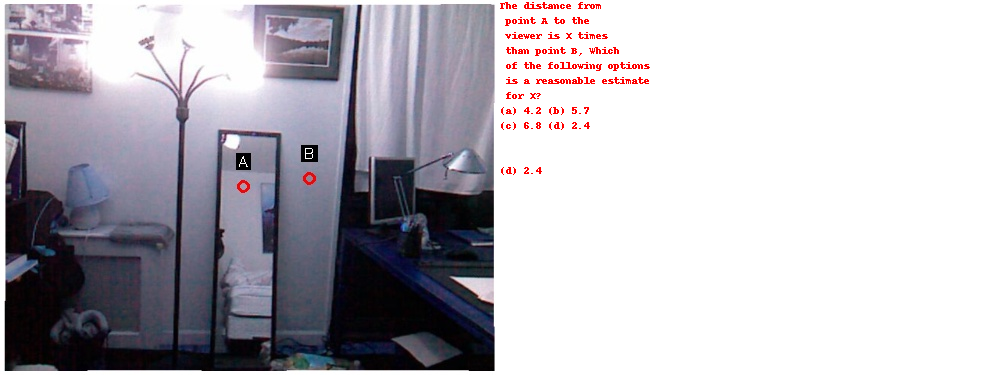 The distance from
point A to the
viewer is X times
than point B, Which
of the following options
is a reasonable estimate
for X?
(a) 4.2 (b) 5.7
(c) 6.8 (d) 2.4
(d) 2.4
A
B